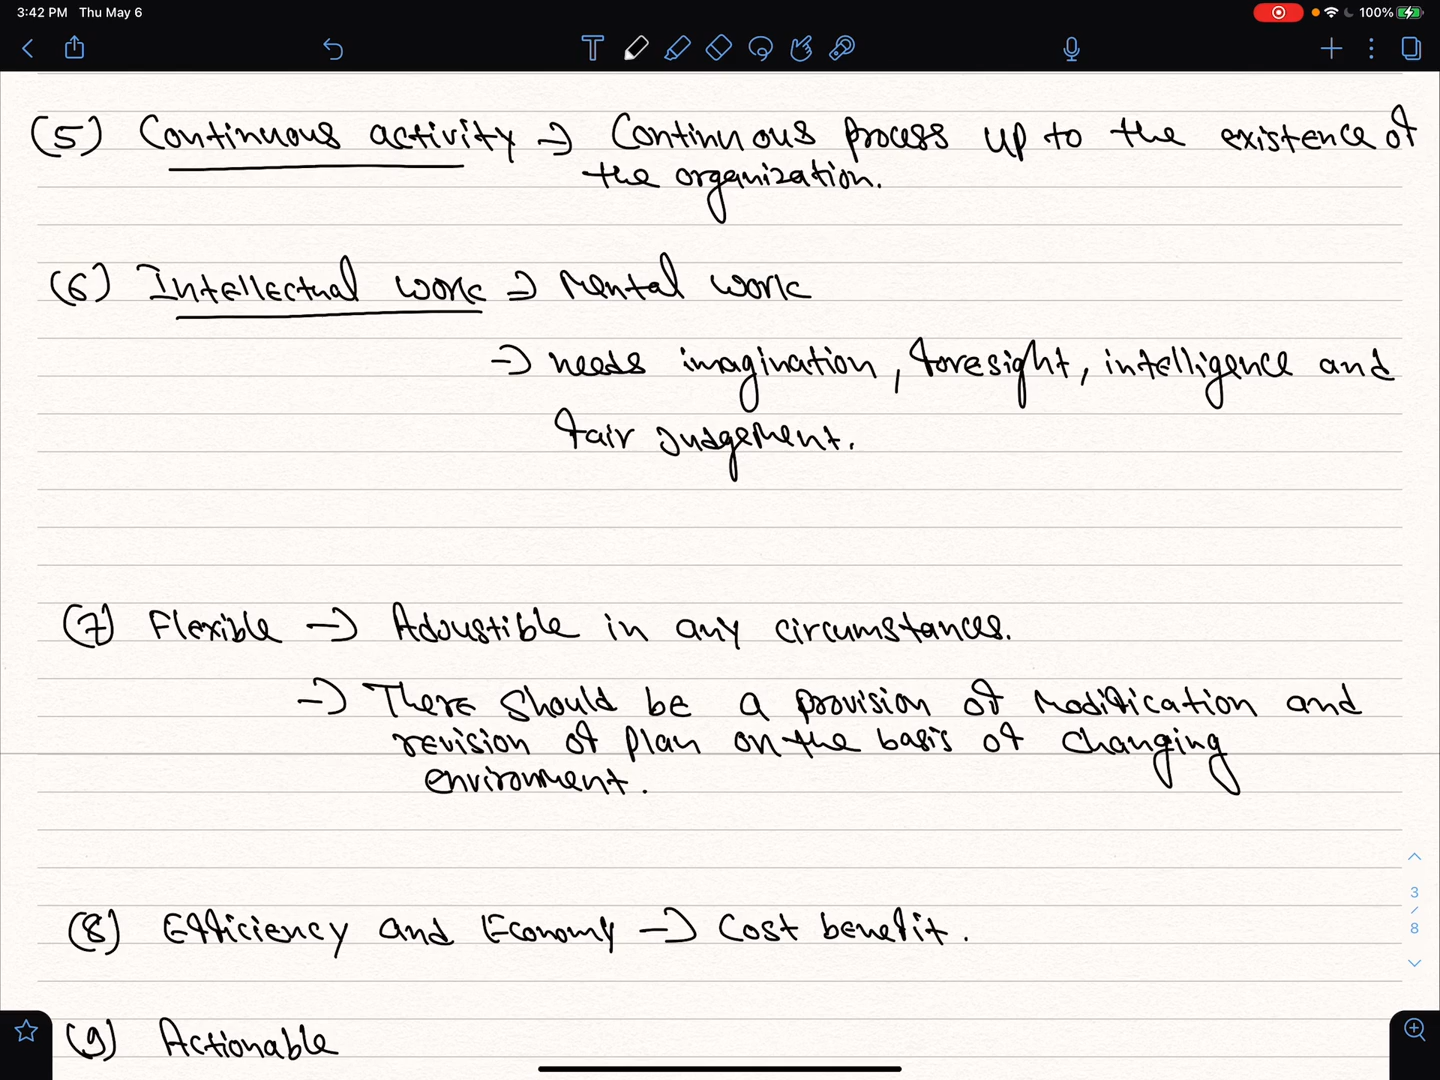 3:42 PM Thu May 6
100%
(5) Continuous activity → Continuous process up to the existence of
the organization.
(6) Intellectual work → Mental work
→ needs imagination, foresight, intelligence and
fair judgement.
(7) Flexible → Adjustible in any circumstances.
→ There should be a provision of modification and
revision of plan on the basis of changing
environment.
3
/
8
(8) Efficiency and Economy → Cost benefit.
(9) Actionable